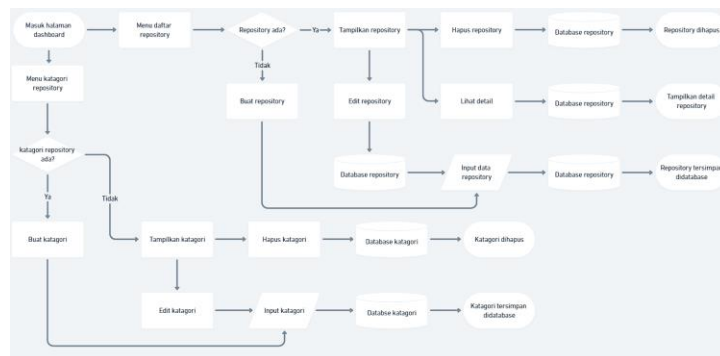 Masuk halaman
dashboard
Menu daftar
repository
Repository ada?
Ya
Tampilkan repository
Hapus repository
Database repository
Repository dihapus
Menu katagori
repository
Tidak
Buat repository
Edit repository
Lihat detail
Database repository
Tampilkan detail
repository
katagori repository
ada?
Database repository
Input data
repository
Database repository
Repository tersimpan
didatabase
Ya
Tidak
Buat katagori
Tampilkan katagori
Hapus katagori
Database katagori
Katagori dihapus
Edit katagori
Input katagori
Databse katagori
Katagori tersimpan
didatabase